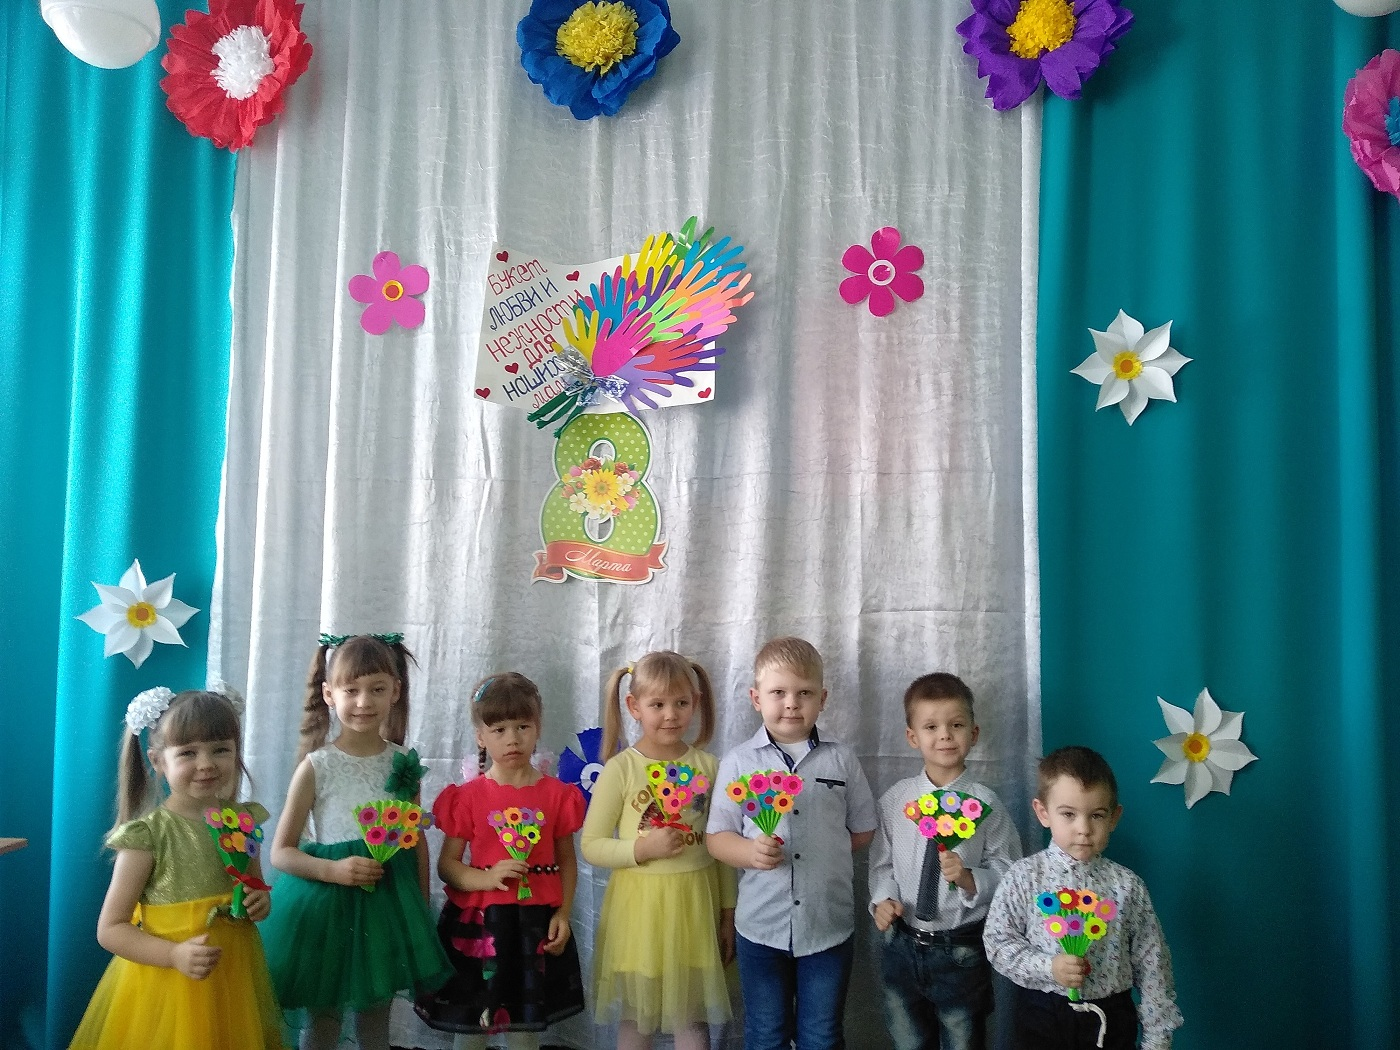 Букет
ЛЮБВИ И
Нежности
для
наших
8
Марта